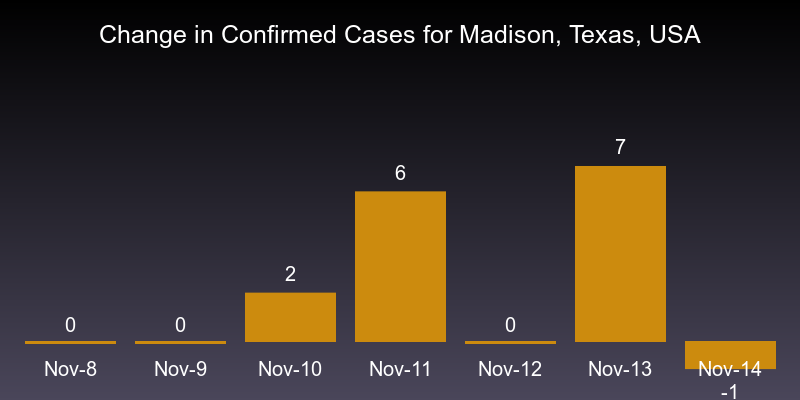 Change in Confirmed Cases for Madison, Texas, USA
7
6
2
0
0
0
Nov-8
Nov-9
Nov-10
Nov-11
Nov-12
Nov-13
Nov-14
-1